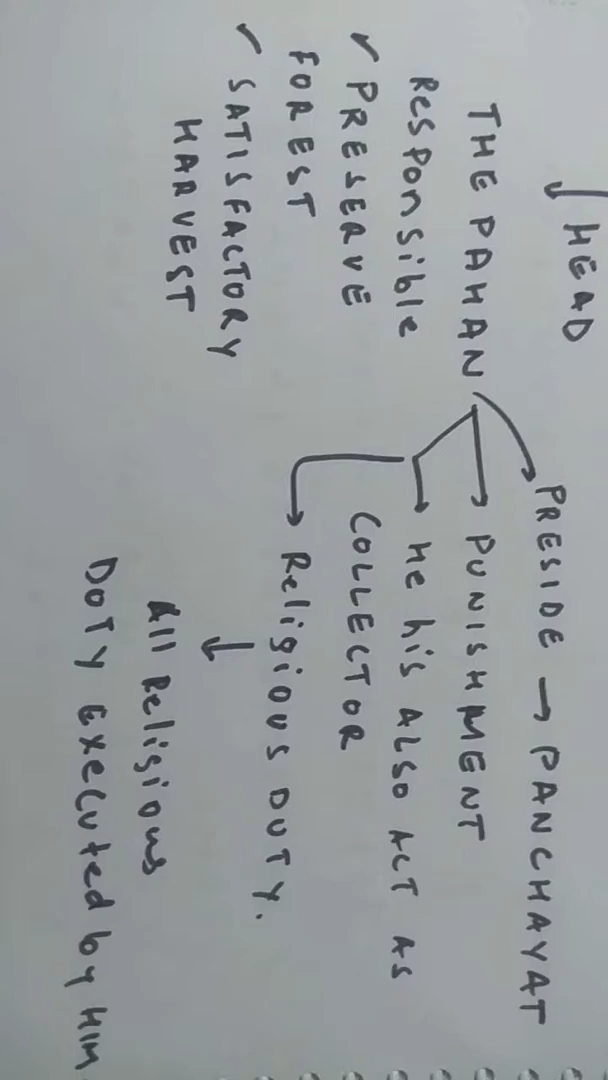 ↓ HEAD
THE PAHAN
Responsible
✓ PRESERVE
FOREST
✓ SATISFACTORY
HARVEST
PRESIDE → PANCHAYAT
PUNISHMENT
He his ALSO ACT AS
COLLECTOR
Religious DUTY.
↓
All Religious
DOTY EXecuted by HIM